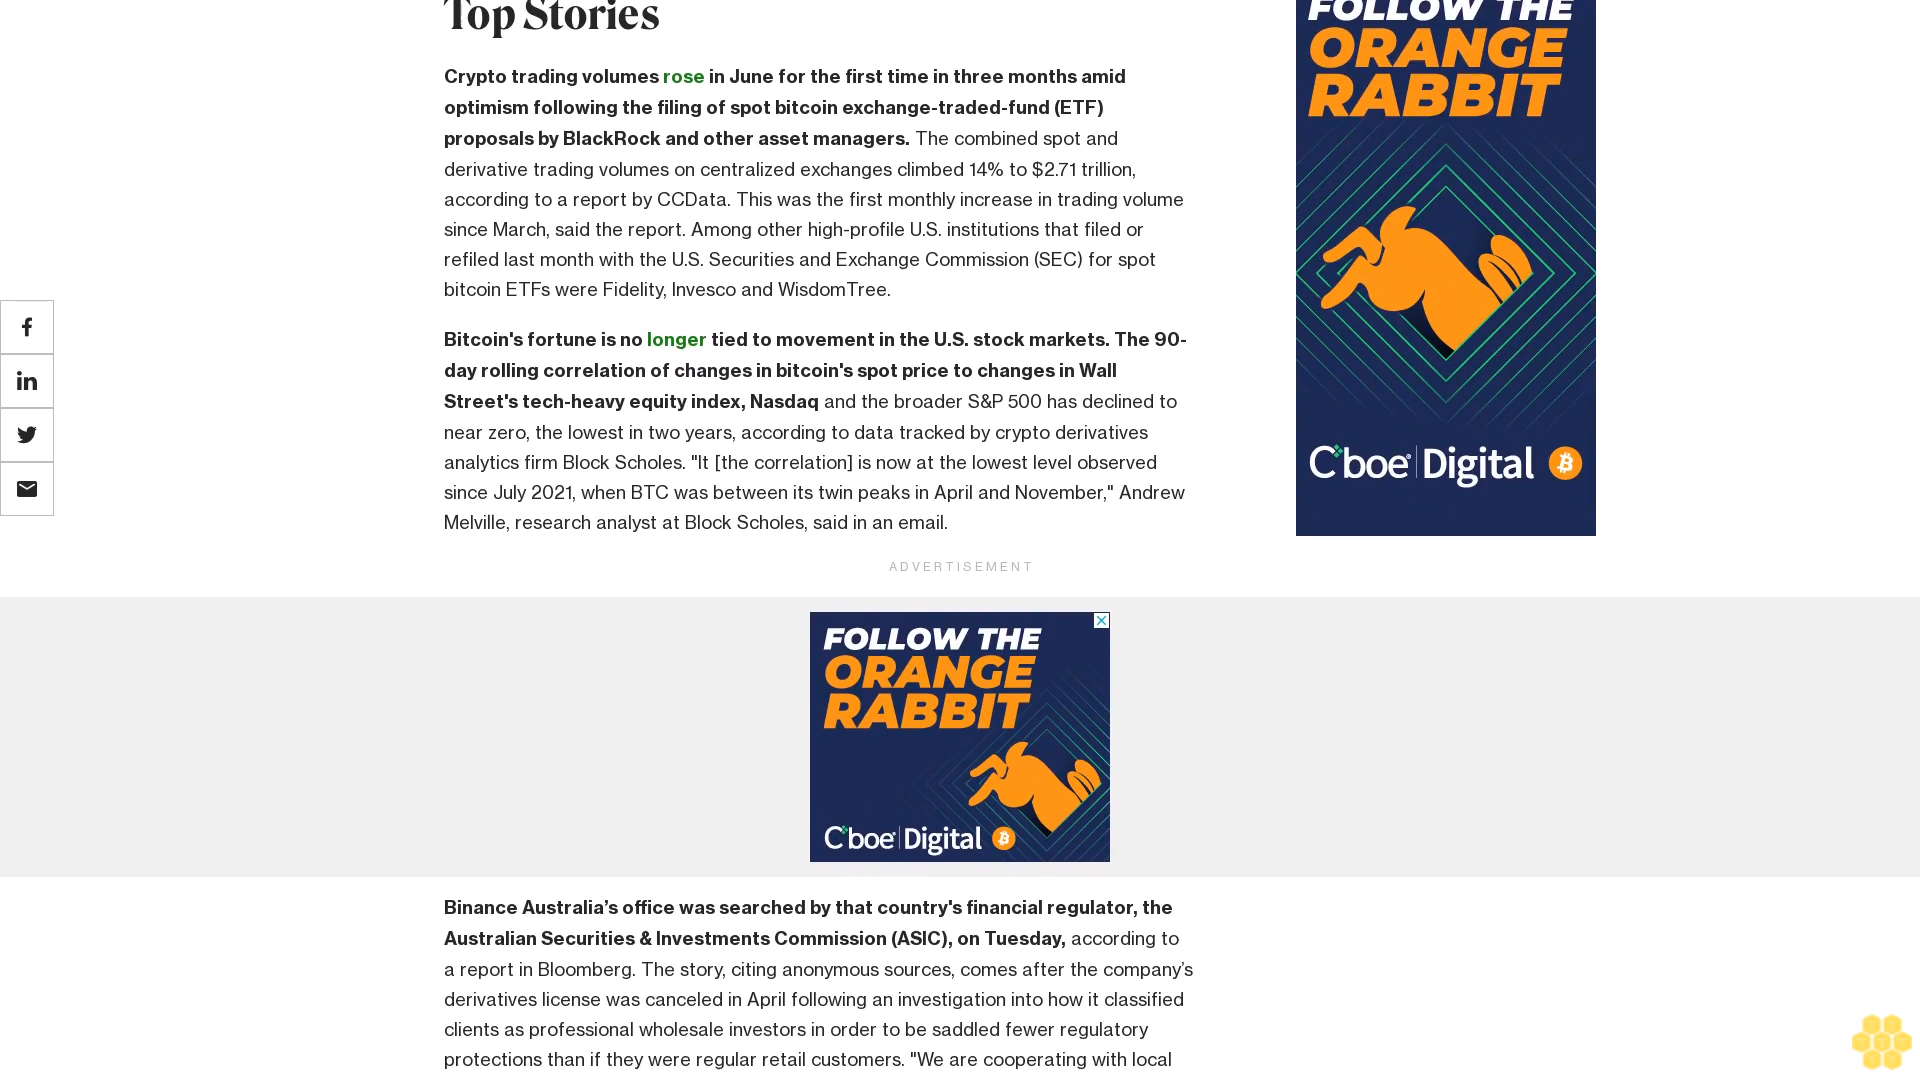 Top Stories
Crypto trading volumes rose in June for the first time in three months amid
optimism following the filing of spot bitcoin exchange-traded-fund (ETF)
proposals by BlackRock and other asset managers. The combined spot and
derivative trading volumes on centralized exchanges climbed 14% to $2.71 trillion,
according to a report by CCData. This was the first monthly increase in trading volume
since March, said the report. Among other high-profile U.S. institutions that filed or
refiled last month with the U.S. Securities and Exchange Commission (SEC) for spot
bitcoin ETFs were Fidelity, Invesco and WisdomTree.
Bitcoin's fortune is no longer tied to movement in the U.S. stock markets. The 90-
day rolling correlation of changes in bitcoin's spot price to changes in Wall
Street's tech-heavy equity index, Nasdaq and the broader S&P 500 has declined to
near zero, the lowest in two years, according to data tracked by crypto derivatives
analytics firm Block Scholes. "It [the correlation] is now at the lowest level observed
since July 2021, when BTC was between its twin peaks in April and November," Andrew
Melville, research analyst at Block Scholes, said in an email.
FOLLOW THE
ORANGE
RABBIT
Cboe Digital
ADVERTISEMENT
FOLLOW THE
ORANGE
RABBIT
Cboe Digital
Binance Australia’s office was searched by that country's financial regulator, the
Australian Securities & Investments Commission (ASIC), on Tuesday, according to
a report in Bloomberg. The story, citing anonymous sources, comes after the company’s
derivatives license was canceled in April following an investigation into how it classified
clients as professional wholesale investors in order to be saddled fewer regulatory
protections than if they were regular retail customers. "We are cooperating with local